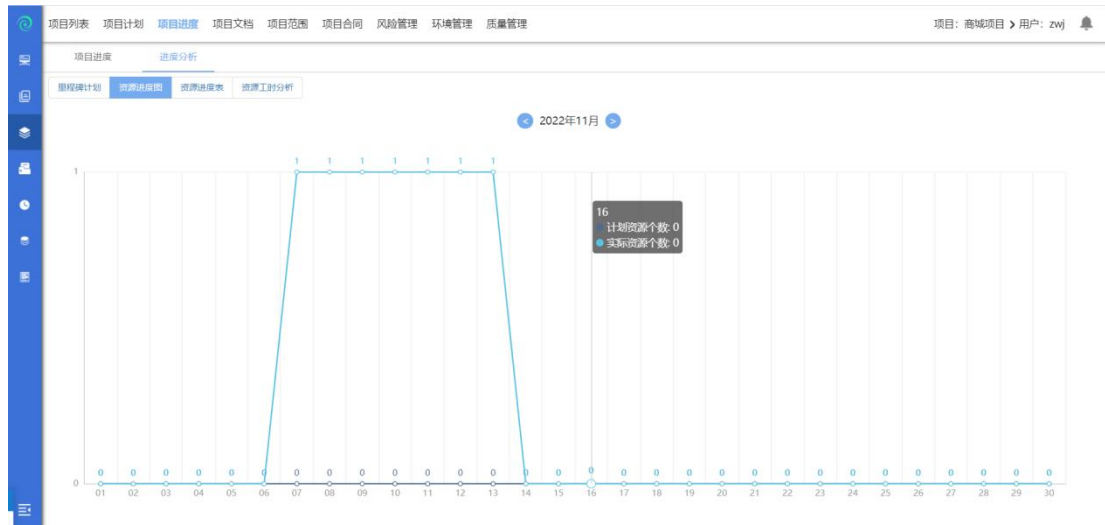 项目列表 项目计划 项目进度 项目文档 项目范围 项目合同 风险管理 环境管理 质量管理 项目：商城项目 > 用户：zwj
项目进度 进度分析
里程碑计划 资源进度图 资源进度表 资源工时分析
< 2022年11月 >
1 1 1 1 1 1 1
1
16
计划资源个数: 0
实际资源个数: 0
0 0 0 0 0 0 0 0 0 0 0 0 0 0 0 0 0 0 0 0 0 0 0 0 0 0 0 0 0 0
0
01 02 03 04 05 06 07 08 09 10 11 12 13 14 15 16 17 18 19 20 21 22 23 24 25 26 27 28 29 30